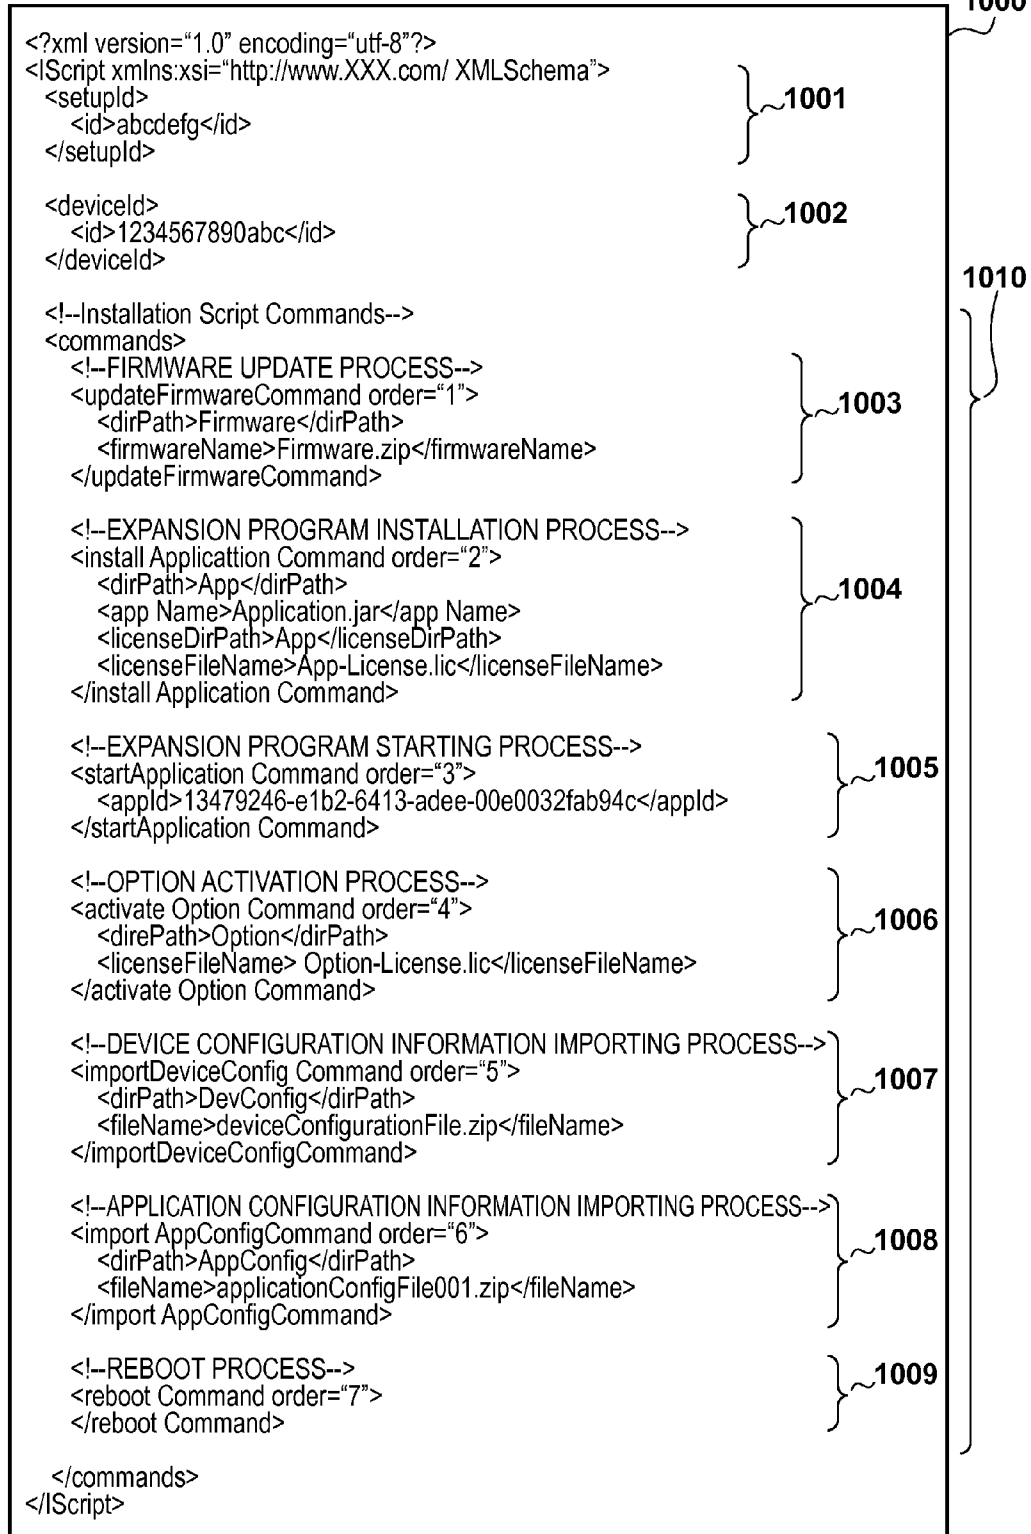 1000
<?xml version=“1.0” encoding=“utf-8”?>
<IScript xmlns:xsi=“http://www.XXX.com/ XMLSchema”>
<setupId>
1001
<id>abcdefg</id>
</setupId>
<deviceId>
1002
<id>1234567890abc</id>
</deviceId>
1010
<!--Installation Script Commands-->
<commands>
<!--FIRMWARE UPDATE PROCESS-->
<updateFirmwareCommand order=“1”>
1003
<dirPath>Firmware</dirPath>
<firmwareName>Firmware.zip</firmwareName>
</updateFirmwareCommand>
<!--EXPANSION PROGRAM INSTALLATION PROCESS-->
<install Applicattion Command order=“2”>
<dirPath>App</dirPath>
1004
<app Name>Application.jar</app Name>
<licenseDirPath>App</licenseDirPath>
<licenseFileName>App-License.lic</licenseFileName>
</install Application Command>
<!--EXPANSION PROGRAM STARTING PROCESS-->
<startApplication Command order=“3”>
1005
<appId>13479246-e1b2-6413-adee-00e0032fab94c</appId>
</startApplication Command>
<!--OPTION ACTIVATION PROCESS-->
<activate Option Command order=“4”>
1006
<direPath>Option</dirPath>
<licenseFileName> Option-License.lic</licenseFileName>
</activate Option Command>
<!--DEVICE CONFIGURATION INFORMATION IMPORTING PROCESS-->
<importDeviceConfig Command order=“5”>
1007
<dirPath>DevConfig</dirPath>
<fileName>deviceConfigurationFile.zip</fileName>
</importDeviceConfigCommand>
<!--APPLICATION CONFIGURATION INFORMATION IMPORTING PROCESS-->
<import AppConfigCommand order=“6”>
1008
<dirPath>AppConfig</dirPath>
<fileName>applicationConfigFile001.zip</fileName>
</import AppConfigCommand>
<!--REBOOT PROCESS-->
1009
<reboot Command order=“7”>
</reboot Command>
</commands>
</IScript>